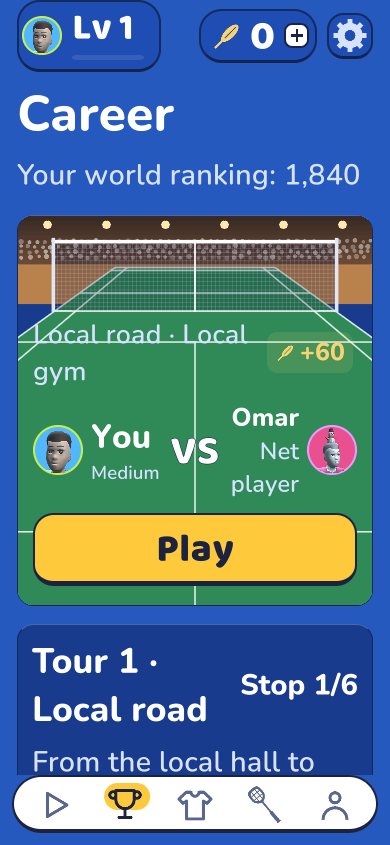 Lv 1
0
Career
Your world ranking: 1,840
Local road · Local
gym
+60
You
Medium
VS
Omar
Net
player
Play
Tour 1 ·
Local road
Stop 1/6
From the local hall to